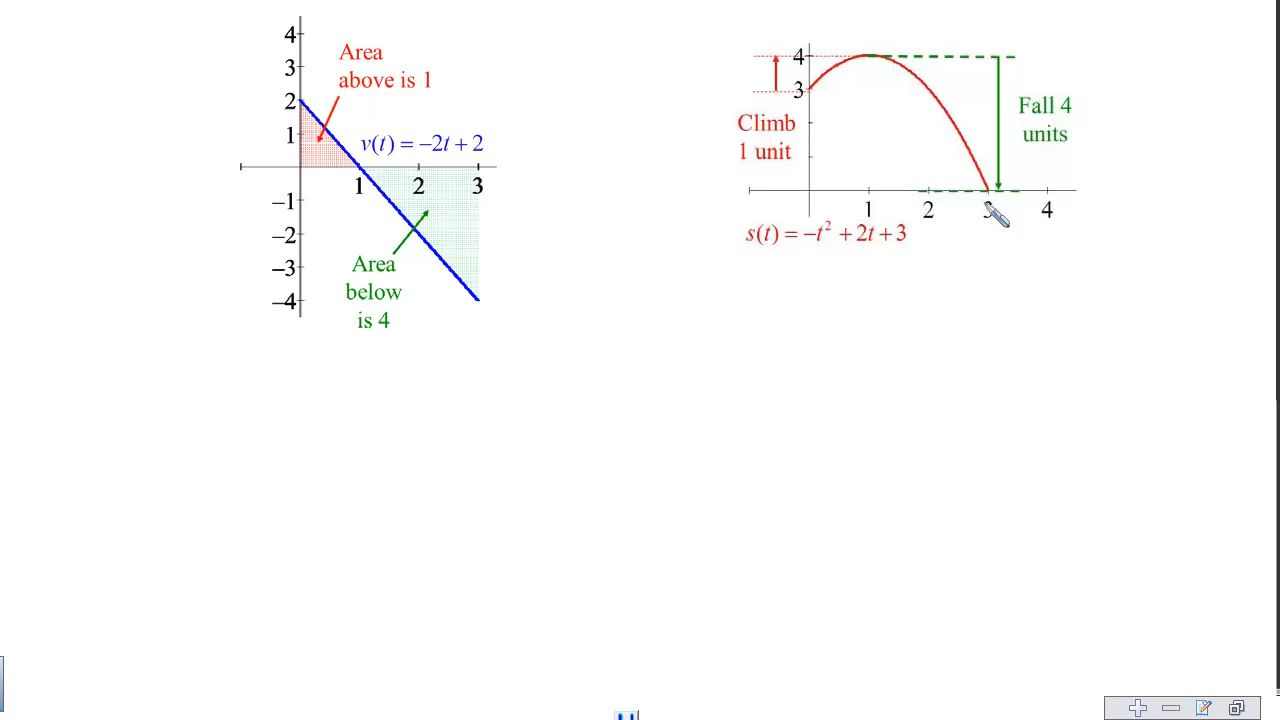 4
3
2
1
−1
−2
−3
−4
1
2
3
Area
above is 1
v(t) = −2t + 2
Area
below
is 4
4
3
1
2
3
4
Climb
1 unit
Fall 4
units
s(t) = −t² + 2t + 3